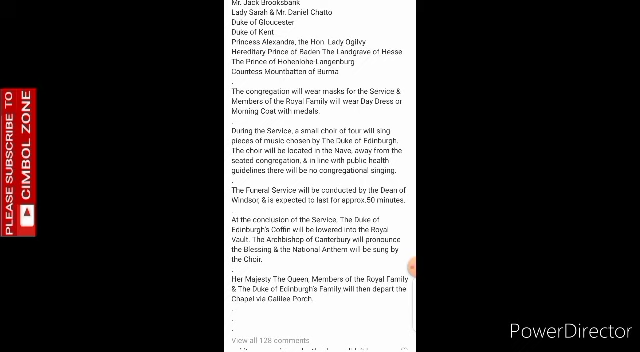 Mr. Jack Brooksbank
Lady Sarah & Mr. Daniel Chatto
Duke of Gloucester
Duke of Kent
Princess Alexandra, the Hon. Lady Ogilvy
Hereditary Prince of Baden The Landgrave of Hesse
The Prince of Hohenlohe Langenburg
Countess Mountbatten of Burma
.
The congregation will wear masks for the Service &
Members of the Royal Family will wear Day Dress or
Morning Coat with medals.
.
During the Service, a small choir of four will sing
pieces of music chosen by The Duke of Edinburgh.
The choir will be located in the Nave, away from the
seated congregation, & in line with public health
guidelines there will be no congregational singing.
.
The Funeral Service will be conducted by the Dean of
Windsor, & is expected to last for approx.50 minutes.
.
At the conclusion of the Service, The Duke of
Edinburgh's Coffin will be lowered into the Royal
Vault. The Archbishop of Canterbury will pronounce
the Blessing & the National Anthem will be sung by
the Choir.
.
Her Majesty The Queen, Members of the Royal Family
& The Duke of Edinburgh's Family will then depart the
Chapel via Galilee Porch.
.
.
.
View all 128 comments
PLEASE SUBSCRIBE TO
CIMBOL ZONE
PowerDirector